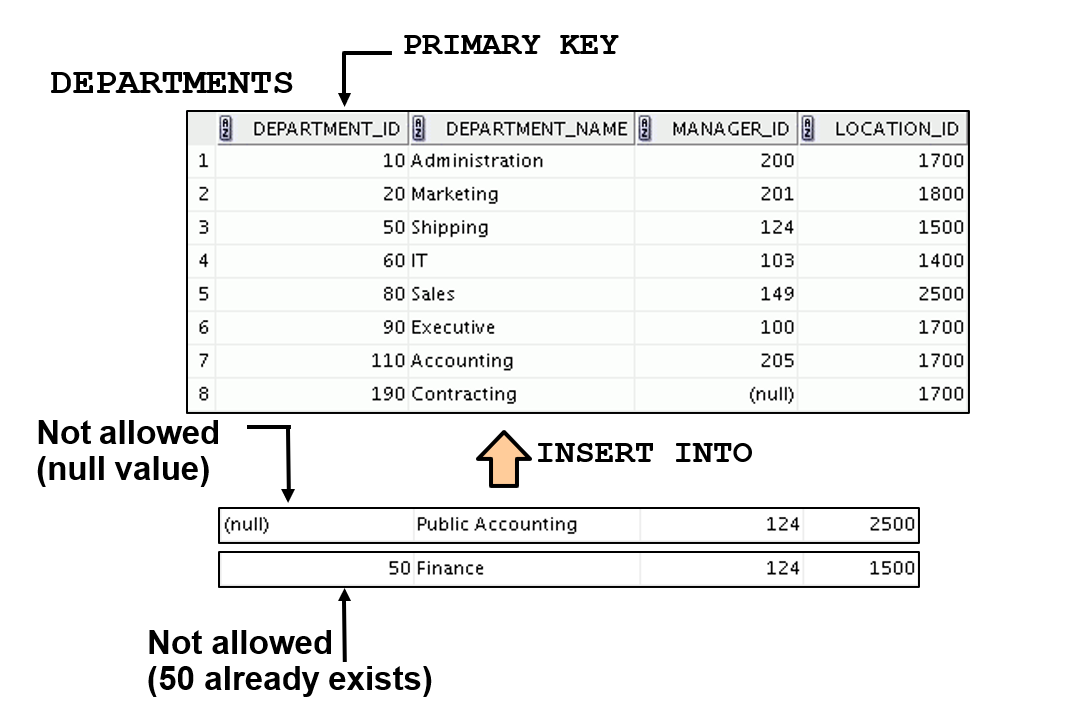 PRIMARY KEY
DEPARTMENTS
DEPARTMENT_ID DEPARTMENT_NAME MANAGER_ID LOCATION_ID
1 10 Administration 200 1700
2 20 Marketing 201 1800
3 50 Shipping 124 1500
4 60 IT 103 1400
5 80 Sales 149 2500
6 90 Executive 100 1700
7 110 Accounting 205 1700
8 190 Contracting (null) 1700
Not allowed
(null value)
INSERT INTO
(null) Public Accounting 124 2500
50 Finance 124 1500
Not allowed
(50 already exists)